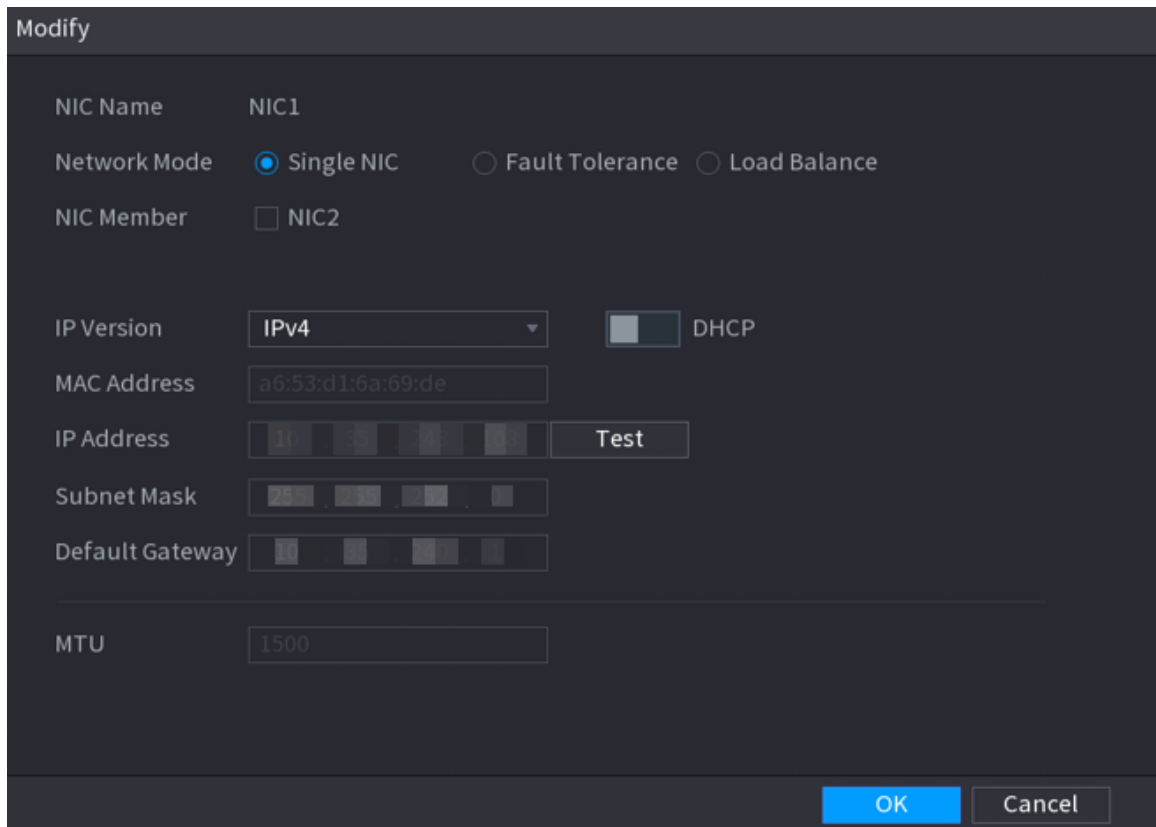 Modify
NIC Name NIC1
Network Mode Single NIC Fault Tolerance Load Balance
NIC Member NIC2
IP Version IPv4 DHCP
MAC Address a6:53:d1:6a:69:de
IP Address Test
Subnet Mask
Default Gateway
MTU 1500
OK Cancel